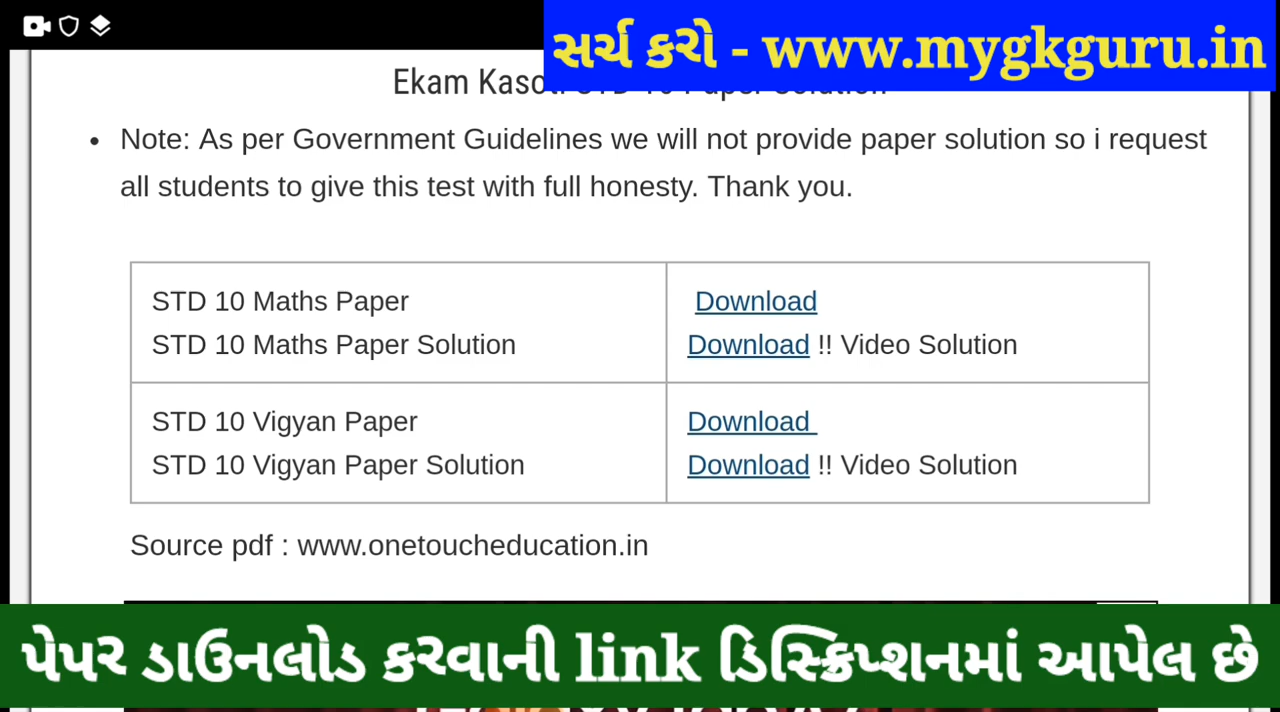 સર્ચ કરો - www.mygkguru.in
Ekam
• Note: As per Government Guidelines we will not provide paper solution so i request
all students to give this test with full honesty. Thank you.
STD 10 Maths Paper
Download
STD 10 Maths Paper Solution
Download !! Video Solution
STD 10 Vigyan Paper
Download
STD 10 Vigyan Paper Solution
Download !! Video Solution
Source pdf : www.onetoucheducation.in
પેપર ડાઉનલોડ કરવાની link ડિસ્ક્રિપ્શનમાં આપેલ છે